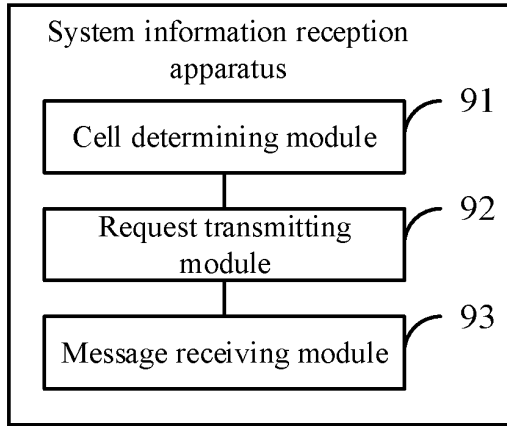 System information reception
apparatus
Cell determining module
91
Request transmitting
module
92
Message receiving module
93